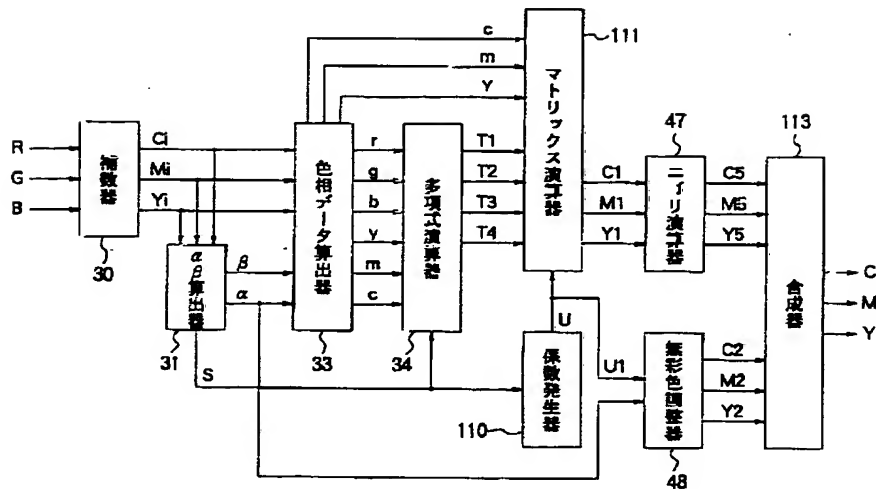 c
m
Y
111
マトリックス演算器
R
G
B
補数器
30
Ci
Mi
Yi
αβ算出器
31
β
α
S
色相データ算出器
33
r
g
b
y
m
c
多項式演算器
34
T1
T2
T3
T4
C1
M1
Y1
47
C5
M5
Y5
113
合成器
C
M
Y
U
係数発生器
110
U1
無彩色調整器
48
C2
M2
Y2